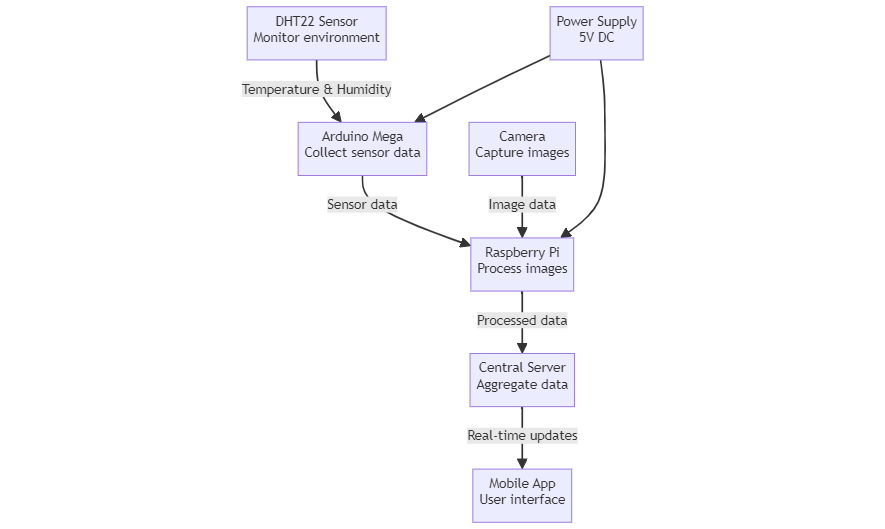 DHT22 Sensor
Monitor environment
Power Supply
5V DC
Temperature & Humidity
Arduino Mega
Collect sensor data
Camera
Capture images
Sensor data
Image data
Raspberry Pi
Process images
Processed data
Central Server
Aggregate data
Real-time updates
Mobile App
User interface